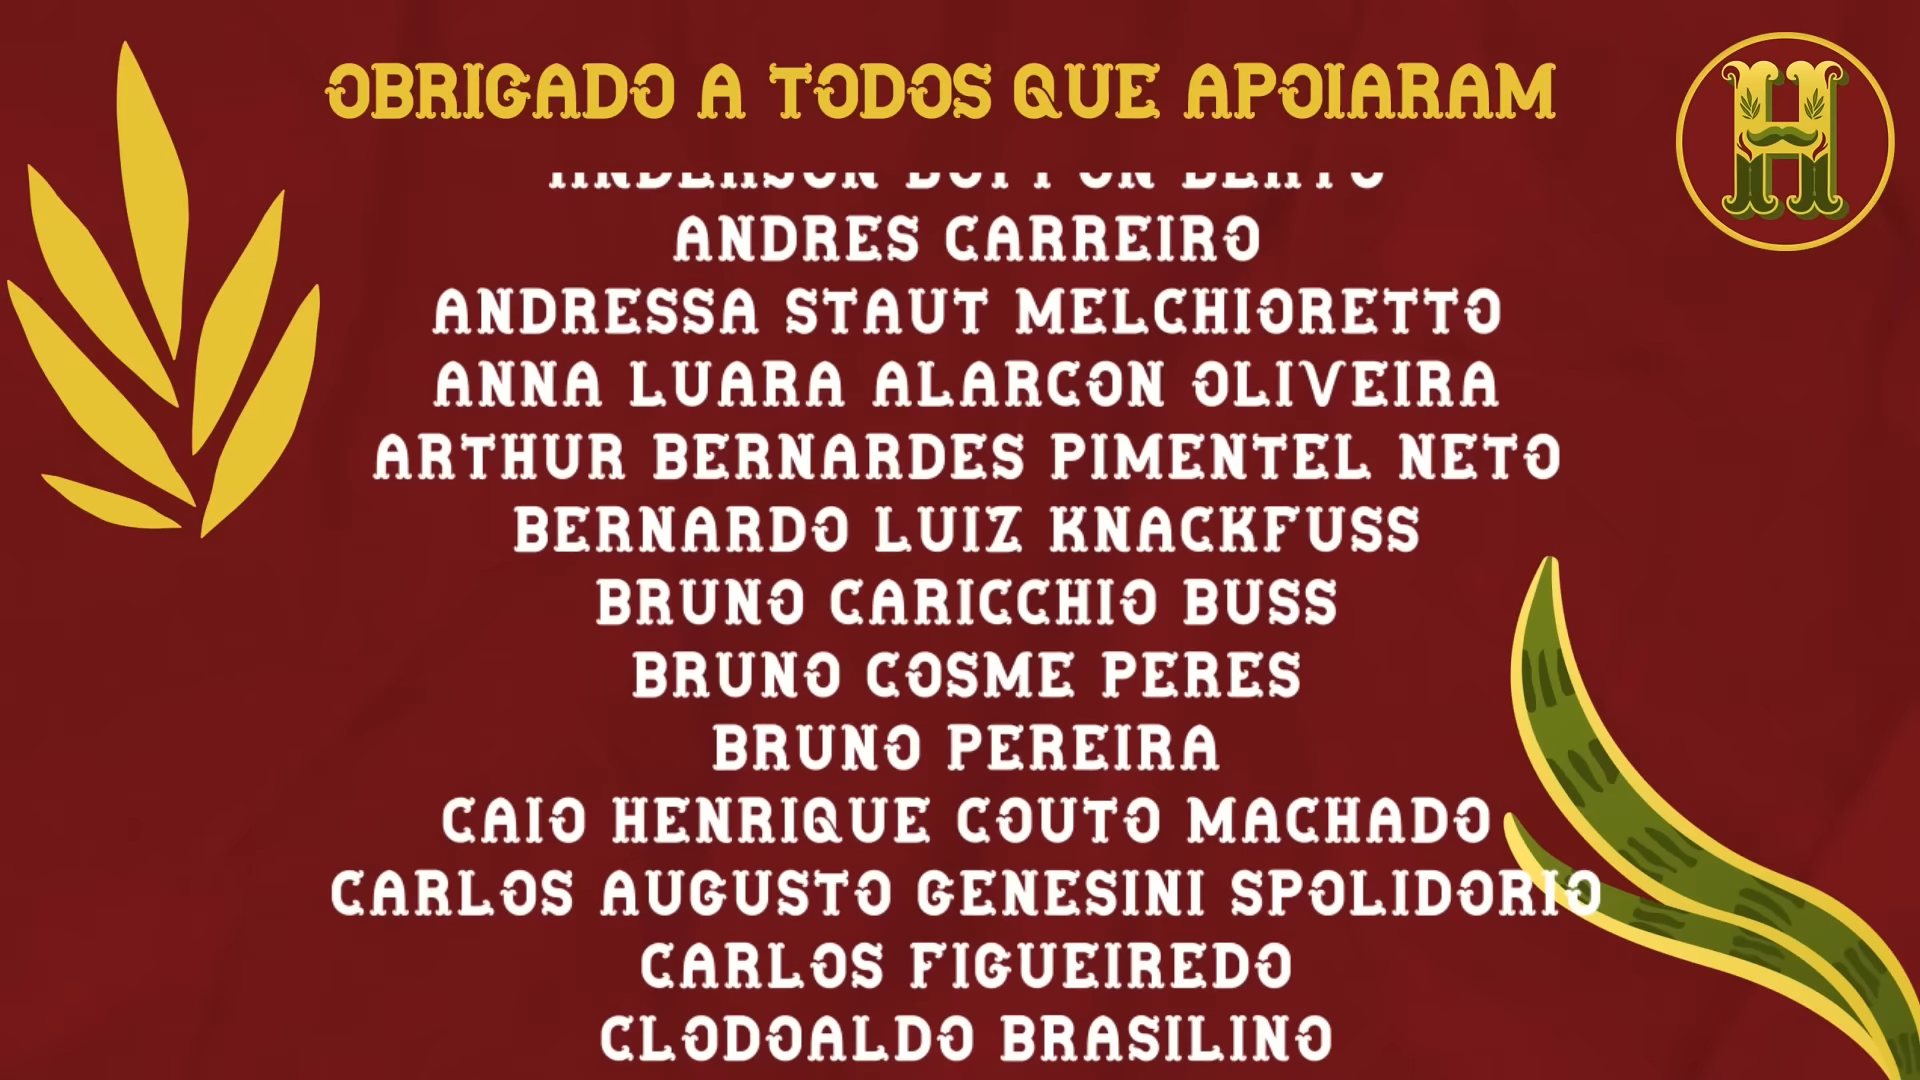 OBRIGADO A TODOS QUE APOIARAM
H
ANDRES CARREIRO
ANDRESSA STAUT MELCHIORETTO
ANNA LUARA ALARCON OLIVEIRA
ARTHUR BERNARDES PIMENTEL NETO
BERNARDO LUIZ KNACKFUSS
BRUNO CARICCHIO BUSS
BRUNO COSME PERES
BRUNO PEREIRA
CAIO HENRIQUE COUTO MACHADO
CARLOS AUGUSTO GENESINI SPOLIDORIO
CARLOS FIGUEIREDO
CLODOALDO BRASILINO